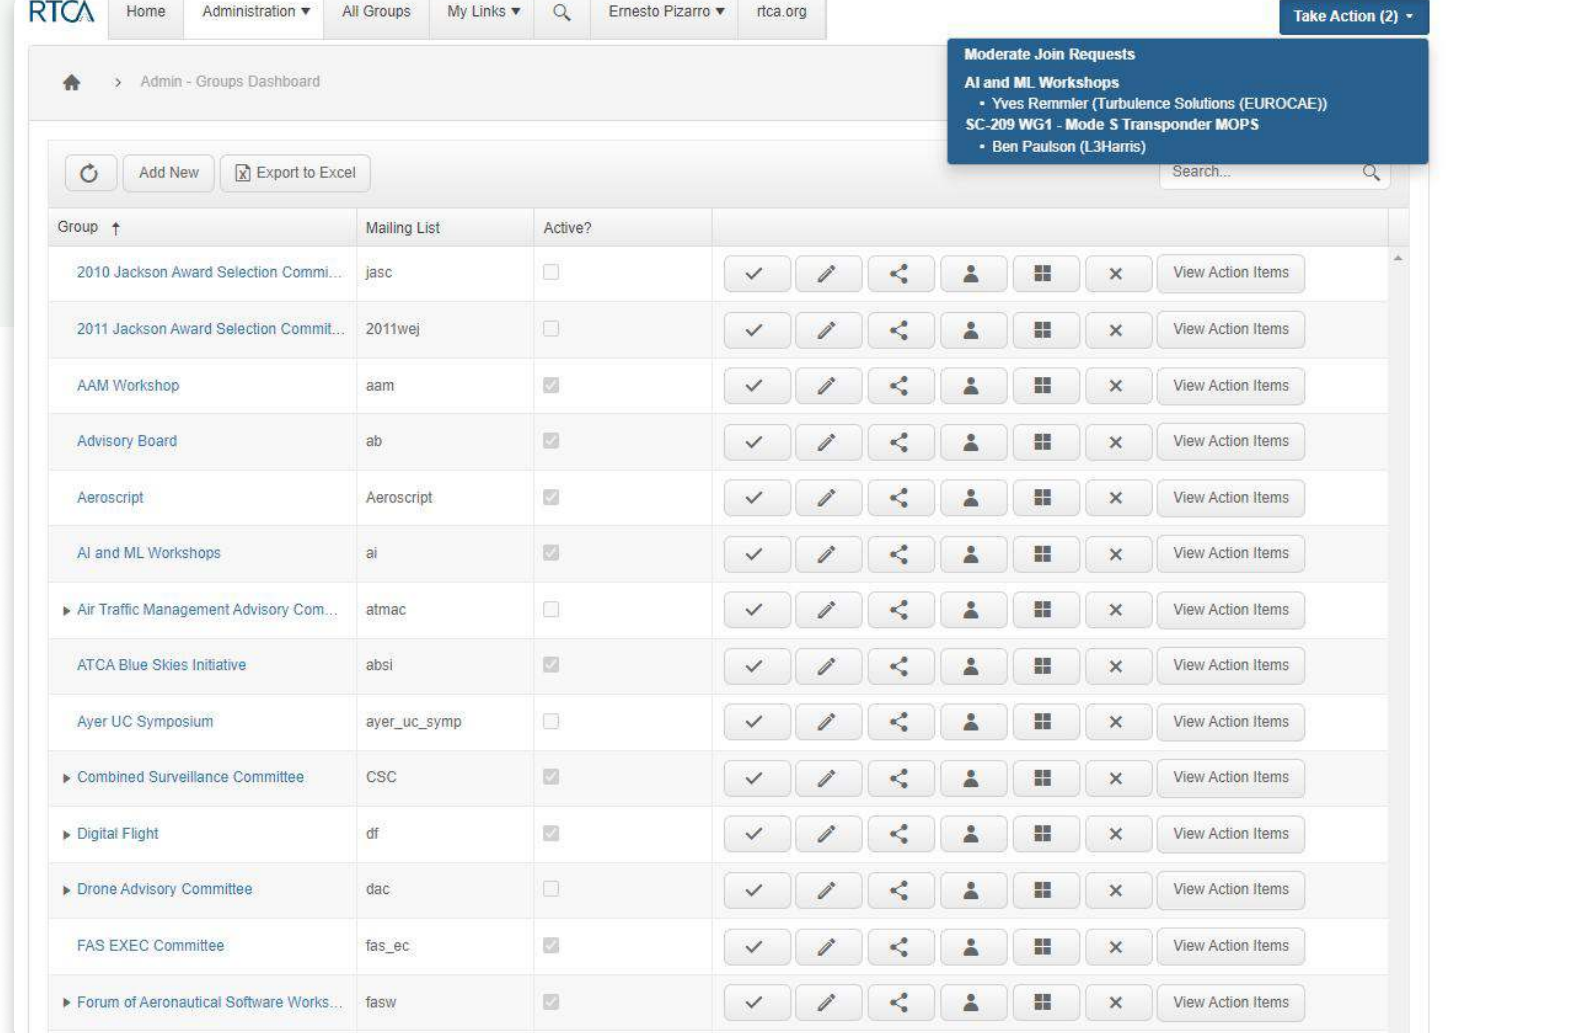 RTCA Home Administration ▼ All Groups My Links ▼ Ernesto Pizarro ▼ rtca.org Take Action (2)
Moderate Join Requests
AI and ML Workshops
• Yves Remmler (Turbulence Solutions (EUROCAE))
SC-209 WG1 - Mode S Transponder MOPS
• Ben Paulson (L3Harris)
> Admin - Groups Dashboard
Add New Export to Excel Search...
Group ↑ Mailing List Active?
2010 Jackson Award Selection Commi... jasc View Action Items
2011 Jackson Award Selection Commit... 2011wej View Action Items
AAM Workshop aam View Action Items
Advisory Board ab View Action Items
Aeroscript Aeroscript View Action Items
AI and ML Workshops ai View Action Items
Air Traffic Management Advisory Com... atmac View Action Items
ATCA Blue Skies Initiative absi View Action Items
Ayer UC Symposium ayer_uc_symp View Action Items
Combined Surveillance Committee CSC View Action Items
Digital Flight df View Action Items
Drone Advisory Committee dac View Action Items
FAS EXEC Committee fas_ec View Action Items
Forum of Aeronautical Software Works... fasw View Action Items